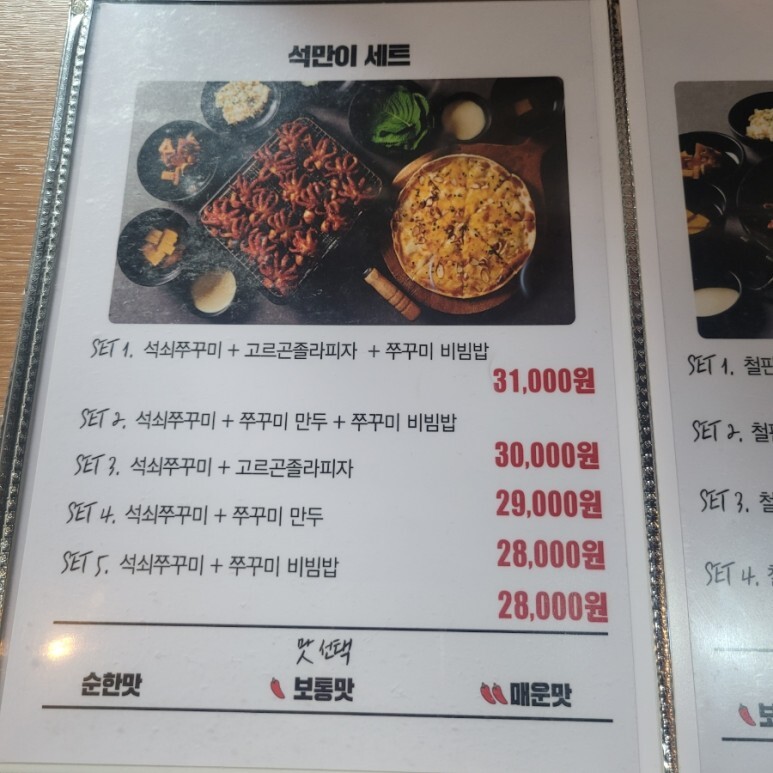 석만이 세트
SET 1. 석쇠쭈꾸미 + 고르곤졸라피자 + 쭈꾸미 비빔밥
31,000원
SET 2. 석쇠쭈꾸미 + 쭈꾸미 만두 + 쭈꾸미 비빔밥
30,000원
SET 3. 석쇠쭈꾸미 + 고르곤졸라피자
29,000원
SET 4. 석쇠쭈꾸미 + 쭈꾸미 만두
28,000원
SET 5. 석쇠쭈꾸미 + 쭈꾸미 비빔밥
28,000원
맛 선택
순한맛 보통맛 매운맛
SET 1. 철판
SET 2. 철판
SET 3. 철
SET 4.